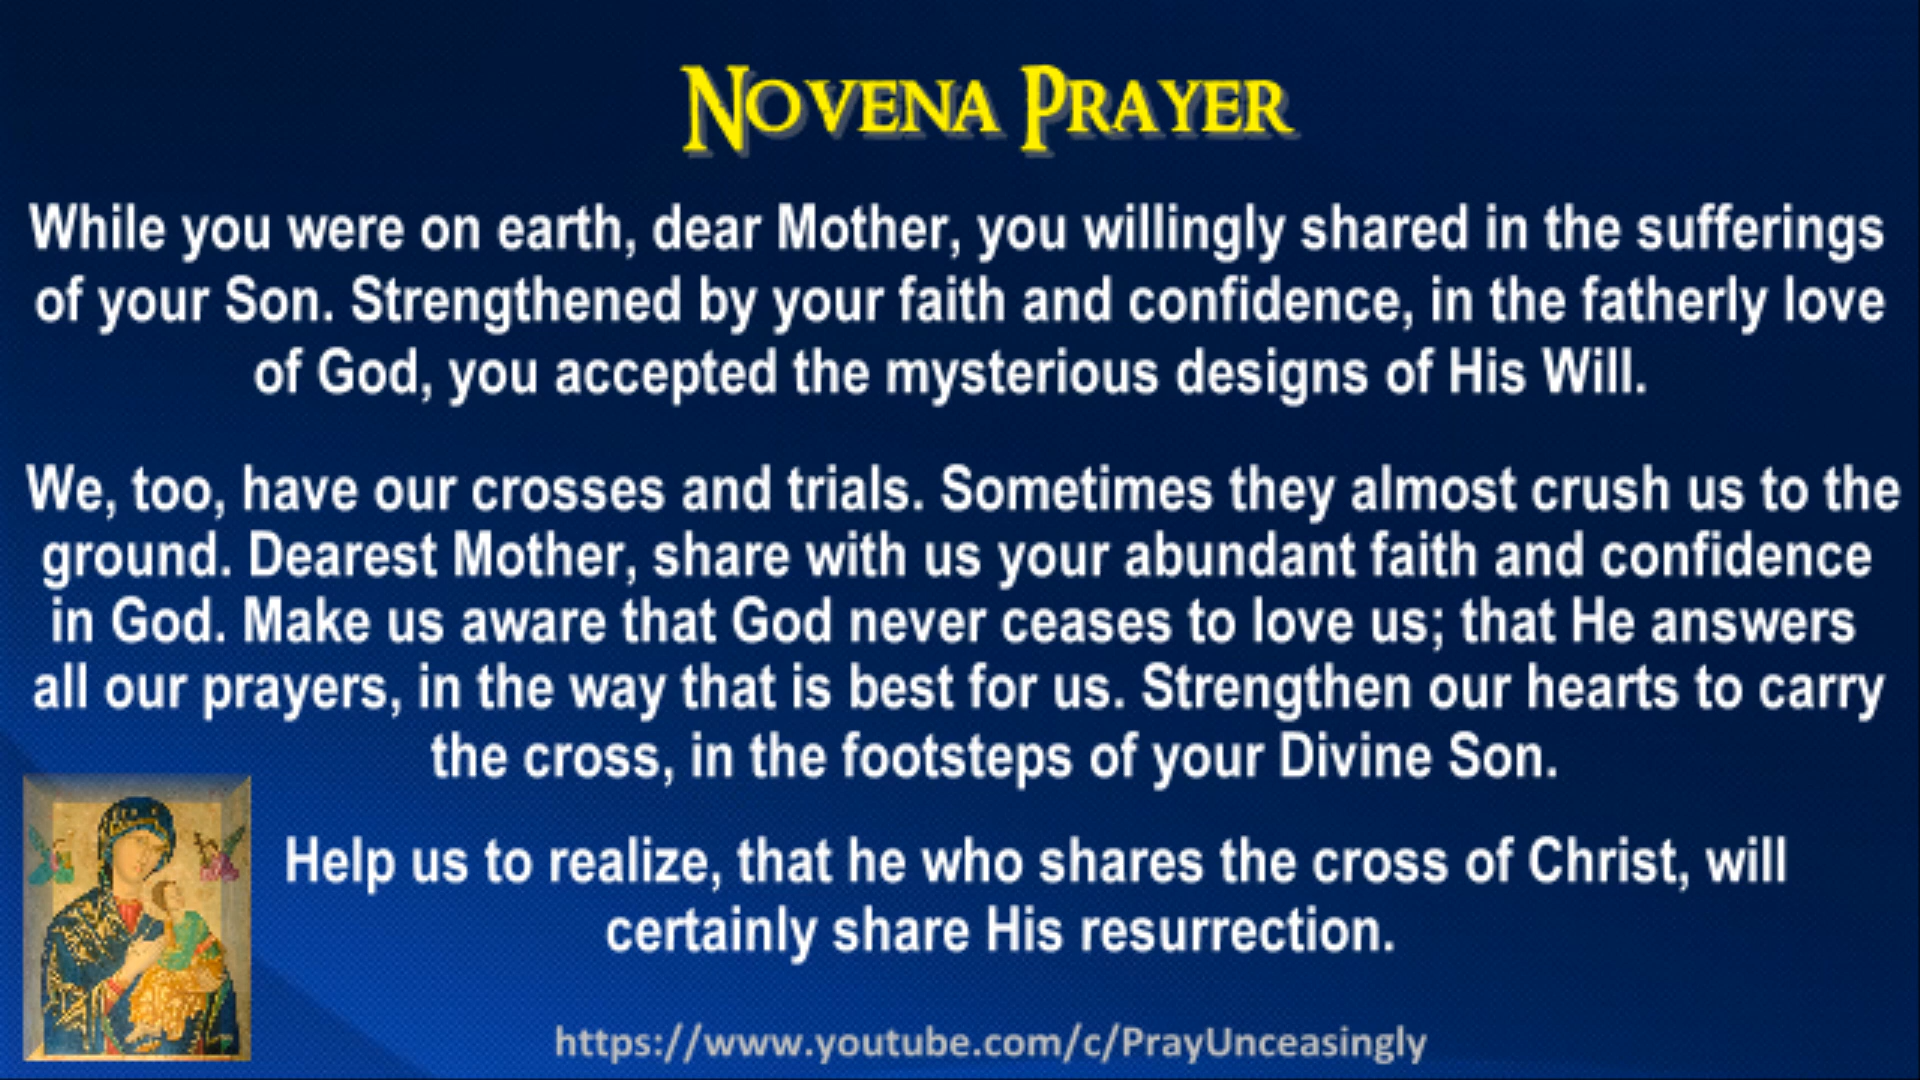 Novena Prayer
While you were on earth, dear Mother, you willingly shared in the sufferings
of your Son. Strengthened by your faith and confidence, in the fatherly love
of God, you accepted the mysterious designs of His Will.
We, too, have our crosses and trials. Sometimes they almost crush us to the
ground. Dearest Mother, share with us your abundant faith and confidence
in God. Make us aware that God never ceases to love us; that He answers
all our prayers, in the way that is best for us. Strengthen our hearts to carry
the cross, in the footsteps of your Divine Son.
Help us to realize, that he who shares the cross of Christ, will
certainly share His resurrection.
https://www.youtube.com/c/PrayUnceasingly